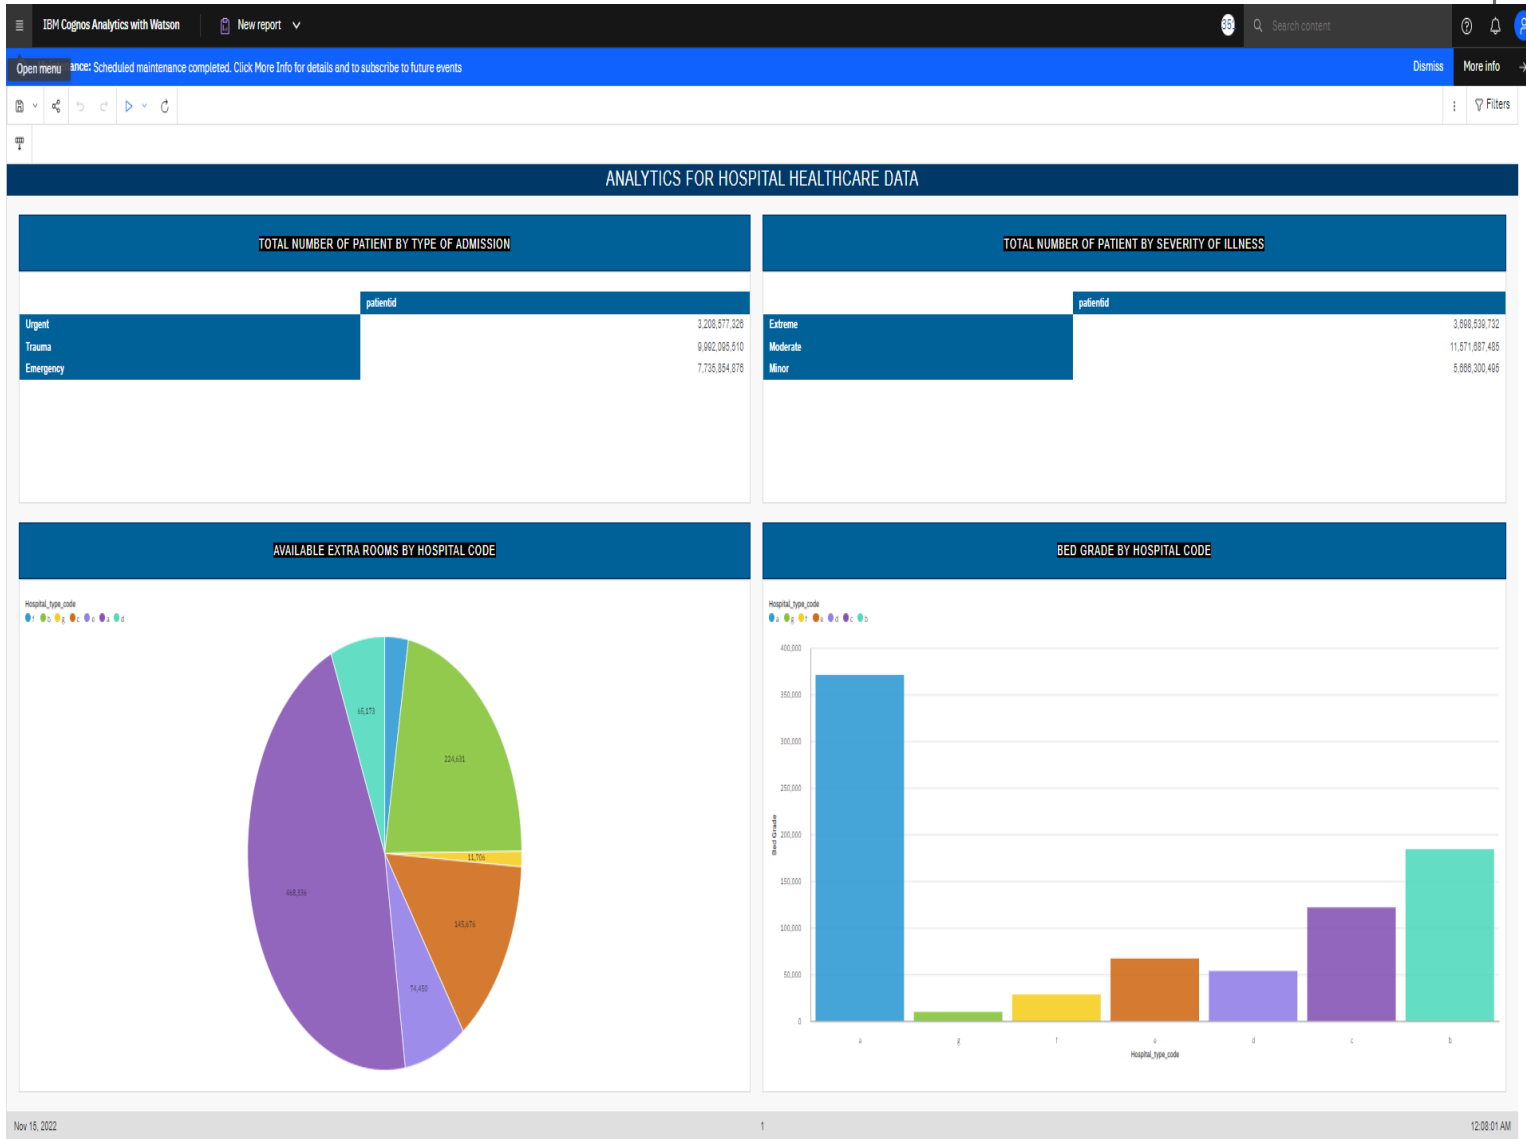 IBM Cognos Analytics with Watson
New report
35
Search content
Open menu
ance: Scheduled maintenance completed. Click More Info for details and to subscribe to future events
Dismiss
More info
Filters
ANALYTICS FOR HOSPITAL HEALTHCARE DATA
TOTAL NUMBER OF PATIENT BY TYPE OF ADMISSION
patientid
Urgent 3,208,577,326
Trauma 9,992,095,510
Emergency 7,735,854,876
TOTAL NUMBER OF PATIENT BY SEVERITY OF ILLNESS
patientid
Extreme 3,698,539,732
Moderate 11,571,687,485
Minor 5,666,300,495
AVAILABLE EXTRA ROOMS BY HOSPITAL CODE
Hospital_type_code
f b g c e a d
65,173
224,631
11,706
468,336
145,676
74,450
BED GRADE BY HOSPITAL CODE
Hospital_type_code
a g f e d c b
400,000
350,000
300,000
250,000
200,000
150,000
100,000
50,000
0
Bed Grade
a g f e d c b
Hospital_type_code
Nov 15, 2022
1
12:08:01 AM